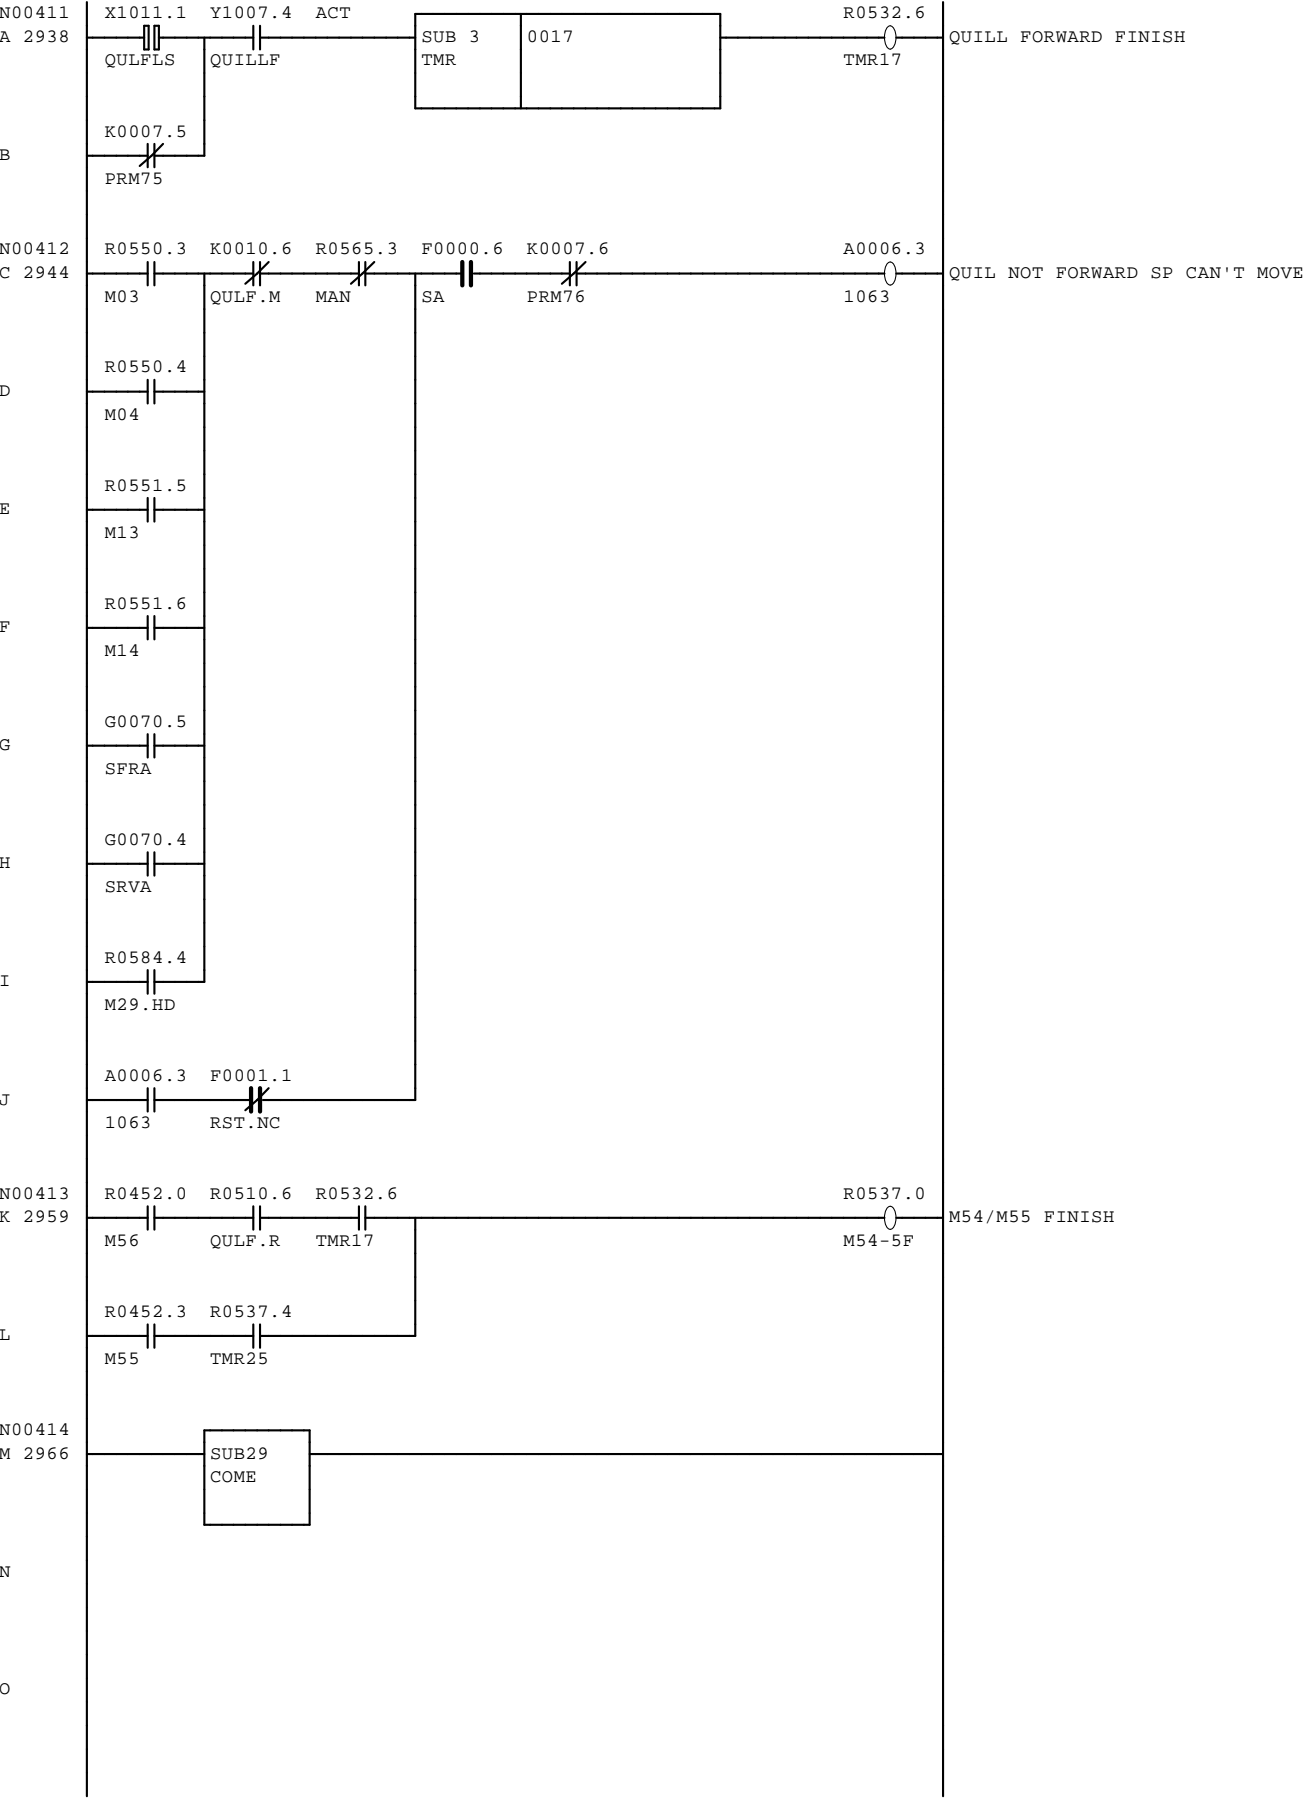 N00411 X1011.1 Y1007.4 ACT R0532.6
A 2938 SUB 3 0017 QUILL FORWARD FINISH
QULFLS QUILLF TMR TMR17
K0007.5
B
PRM75
N00412 R0550.3 K0010.6 R0565.3 F0000.6 K0007.6 A0006.3
C 2944 QUIL NOT FORWARD SP CAN'T MOVE
M03 QULF.M MAN SA PRM76 1063
R0550.4
D
M04
R0551.5
E
M13
R0551.6
F
M14
G0070.5
G
SFRA
G0070.4
H
SRVA
R0584.4
I
M29.HD
A0006.3 F0001.1
J
1063 RST.NC
N00413 R0452.0 R0510.6 R0532.6 R0537.0
K 2959 M54/M55 FINISH
M56 QULF.R TMR17 M54-5F
R0452.3 R0537.4
L
M55 TMR25
N00414
M 2966 SUB29
COME
N
O